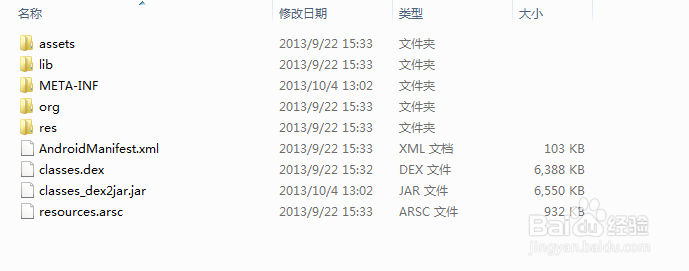 名称 修改日期 类型 大小
assets 2013/9/22 15:33 文件夹
lib 2013/9/22 15:33 文件夹
META-INF 2013/10/4 13:02 文件夹
org 2013/9/22 15:33 文件夹
res 2013/9/22 15:33 文件夹
AndroidManifest.xml 2013/9/22 15:33 XML 文档 103 KB
classes.dex 2013/9/22 15:32 DEX 文件 6,388 KB
classes_dex2jar.jar 2013/10/4 13:02 JAR 文件 6,550 KB
resources.arsc 2013/9/22 15:33 ARSC 文件 932 KB
Baidu 经验
jingyan.baidu.com